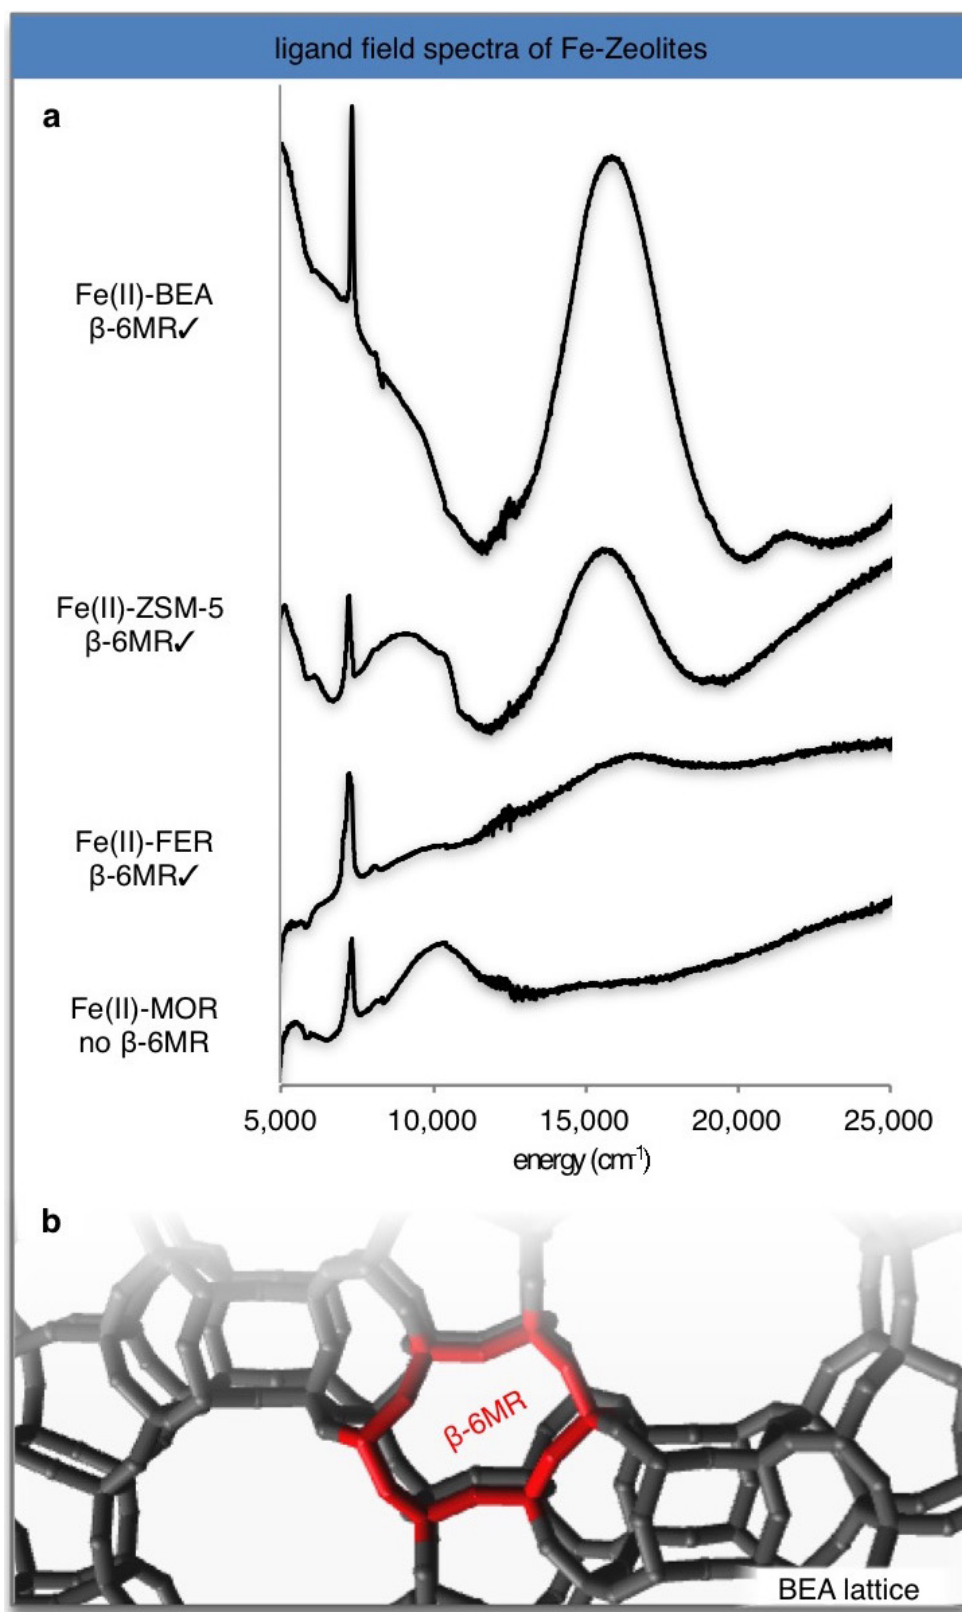 ligand field spectra of Fe-Zeolites
a
Fe(II)-BEA
β-6MR✓
Fe(II)-ZSM-5
β-6MR✓
Fe(II)-FER
β-6MR✓
Fe(II)-MOR
no β-6MR
5,000 10,000 15,000 20,000 25,000
energy (cm⁻¹)
b
β-6MR
BEA lattice